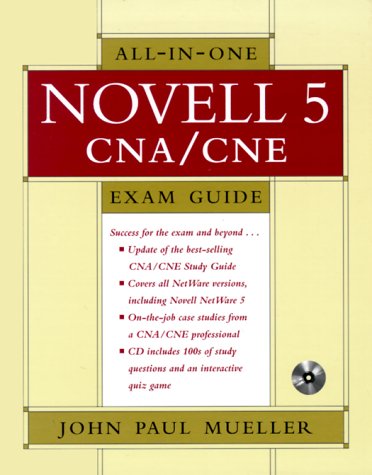 ALL-IN-ONE
NOVELL 5
CNA/CNE
EXAM GUIDE
Success for the exam and beyond . . .
■ Update of the best-selling
CNA/CNE Study Guide
■ Covers all NetWare versions,
including Novell NetWare 5
■ On-the-job case studies from
a CNA/CNE professional
■ CD includes 100s of study
questions and an interactive
quiz game
JOHN PAUL MUELLER